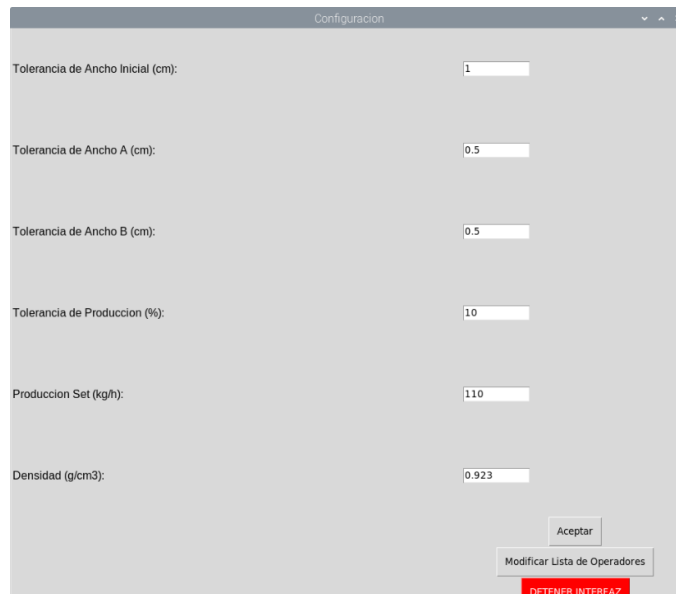 Configuracion
Tolerancia de Ancho Inicial (cm): 1
Tolerancia de Ancho A (cm): 0.5
Tolerancia de Ancho B (cm): 0.5
Tolerancia de Produccion (%): 10
Produccion Set (kg/h): 110
Densidad (g/cm3): 0.923
Aceptar
Modificar Lista de Operadores
DETENER INTERFAZ